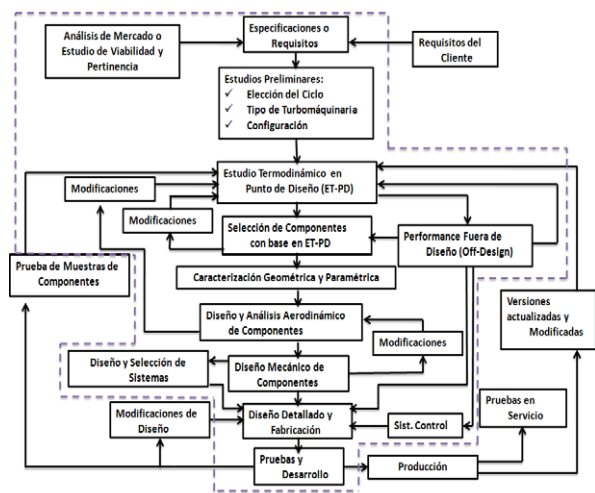 Análisis de Mercado o
Estudio de Viabilidad y
Pertinencia
Especificaciones o
Requisitos
Requisitos del
Cliente
Estudios Preliminares:
✓ Elección del Ciclo
✓ Tipo de Turbomáquinaria
✓ Configuración
Estudio Termodinámico en
Punto de Diseño (ET-PD)
Modificaciones
Modificaciones
Selección de Componentes
con base en ET-PD
Performance Fuera de
Diseño (Off-Design)
Prueba de Muestras de
Componentes
Caracterización Geométrica y Paramétrica
Versiones
actualizadas y
Modificadas
Diseño y Análisis Aerodinámico
de Componentes
Modificaciones
Diseño y Selección de
Sistemas
Diseño Mecánico de
Componentes
Modificaciones de
Diseño
Diseño Detallado y
Fabricación
Sist. Control
Pruebas en
Servicio
Pruebas y
Desarrollo
Producción